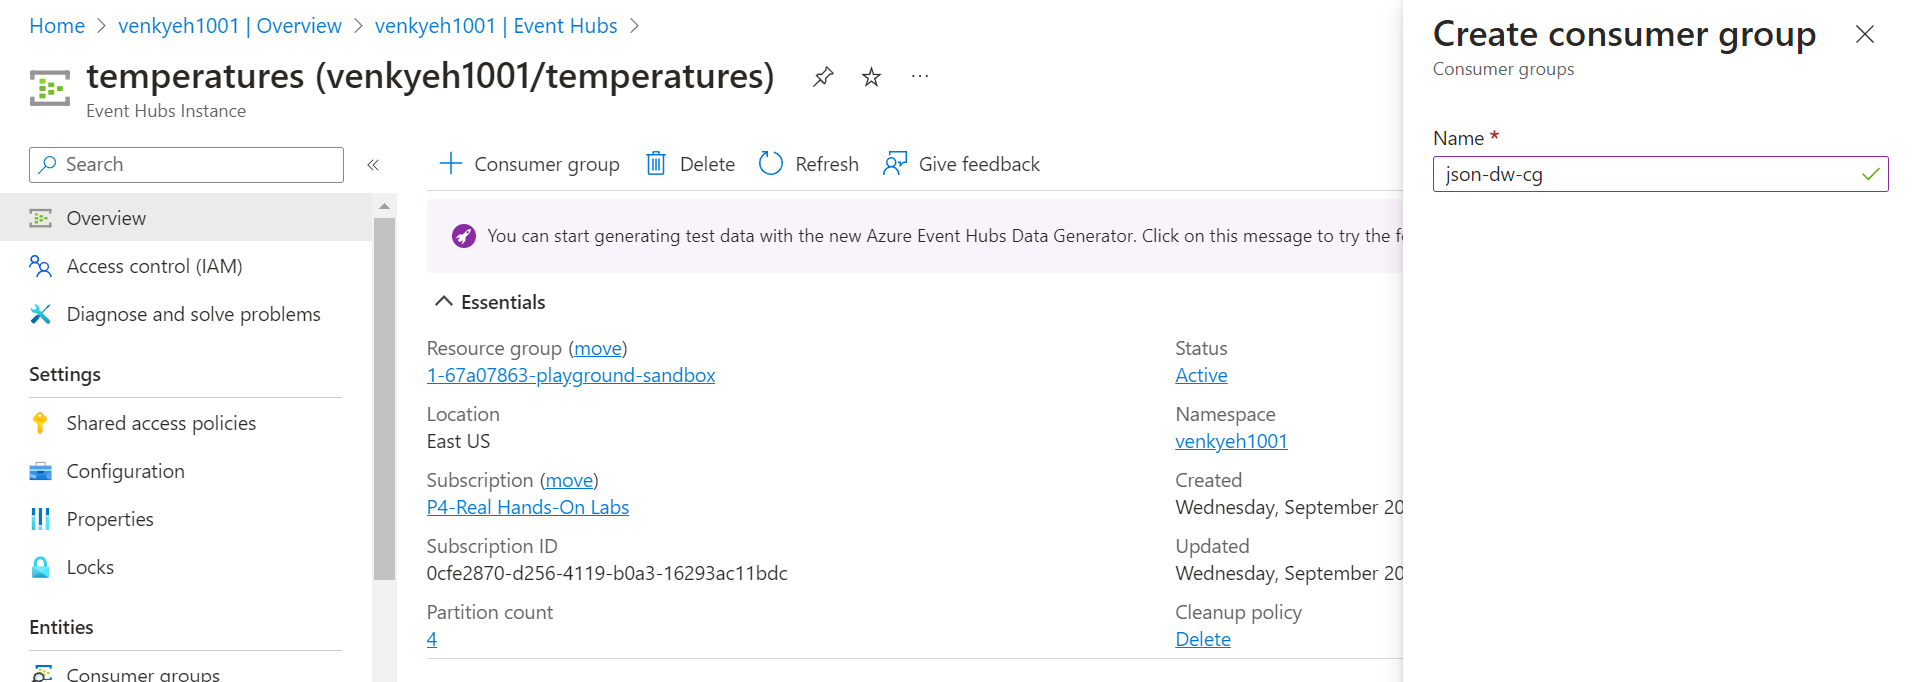 Home > venkyeh1001 | Overview > venkyeh1001 | Event Hubs >
temperatures (venkyeh1001/temperatures)
Event Hubs Instance
Search
Overview
Access control (IAM)
Diagnose and solve problems
Settings
Shared access policies
Configuration
Properties
Locks
Entities
Consumer groups
Consumer group
Delete
Refresh
Give feedback
You can start generating test data with the new Azure Event Hubs Data Generator. Click on this message to try the
Essentials
Resource group (move)
1-67a07863-playground-sandbox
Location
East US
Subscription (move)
P4-Real Hands-On Labs
Subscription ID
0cfe2870-d256-4119-b0a3-16293ac11bdc
Partition count
4
Status
Active
Namespace
venkyeh1001
Created
Wednesday, September 20
Updated
Wednesday, September 20
Cleanup policy
Delete
Create consumer group
Consumer groups
Name *
json-dw-cg